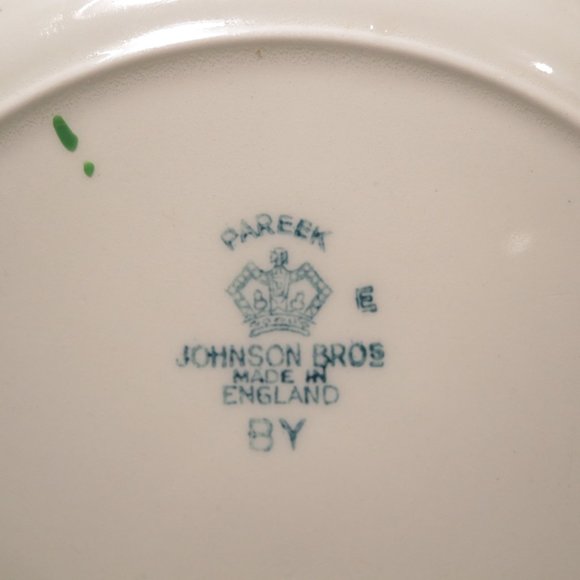 PAREEK
E
JOHNSON BROS
MADE IN
ENGLAND
BY